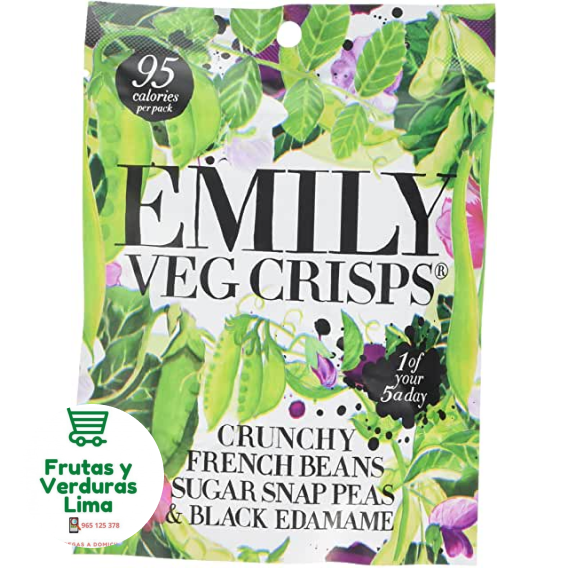 95
calories
per pack
EMILY
VEG CRISPS®
1 of
your
5 a day
CRUNCHY
FRENCH BEANS
SUGAR SNAP PEAS
& BLACK EDAMAME
Frutas y
Verduras
Lima
965 125 378
A DOMIC